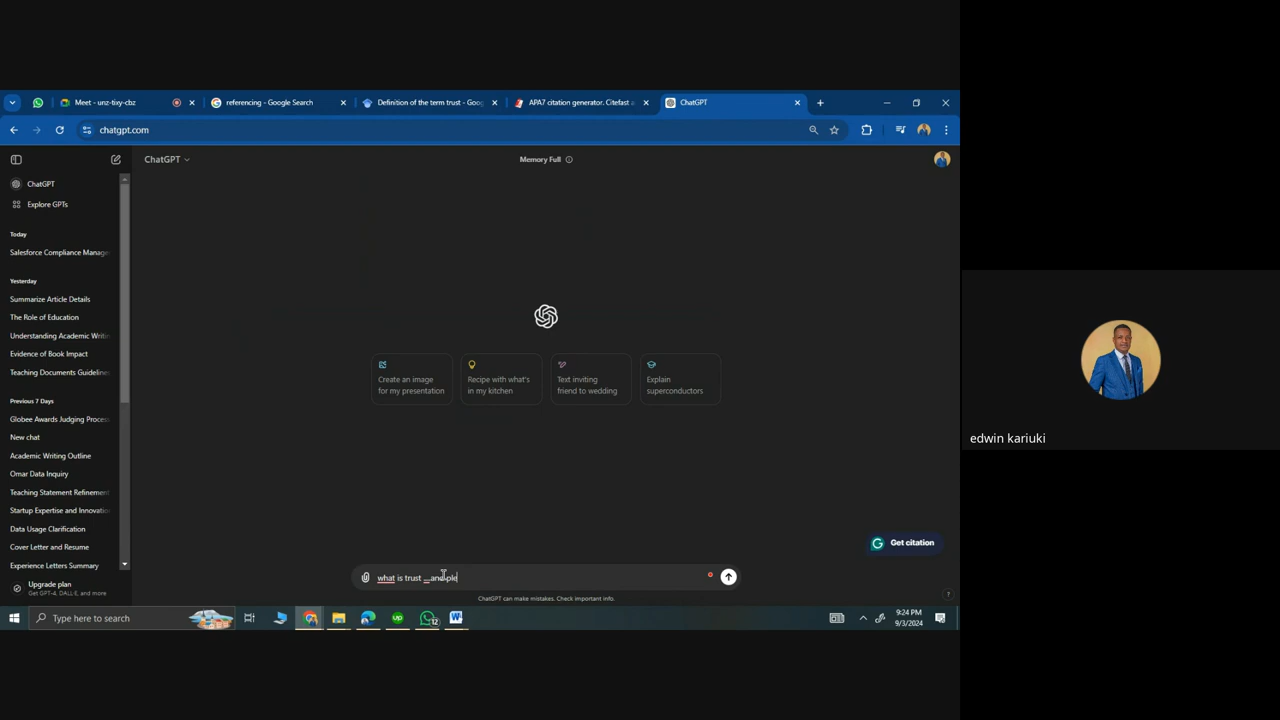 Meet - unz-tixy-cbz
referencing - Google Search
Definition of the term trust - Goog
APA7 citation generator. Citefast a
ChatGPT
chatgpt.com
ChatGPT
Memory Full
ChatGPT
Explore GPTs
Today
Salesforce Compliance Manage
Yesterday
Summarize Article Details
The Role of Education
Understanding Academic Writin
Evidence of Book Impact
Teaching Documents Guideline
Previous 7 Days
Globee Awards Judging Process
New chat
Academic Writing Outline
Omar Data Inquiry
Teaching Statement Refinement
Startup Expertise and Innovatio
Data Usage Clarification
Cover Letter and Resume
Experience Letters Summary
Upgrade plan
Get GPT-4, DALL·E, and more
Create an image
for my presentation
Recipe with what's
in my kitchen
Text inviting
friend to wedding
Explain
superconductors
Get citation
what is trust __and ple
ChatGPT can make mistakes. Check important info.
?
Type here to search
up
12
9:24 PM
9/3/2024
edwin kariuki